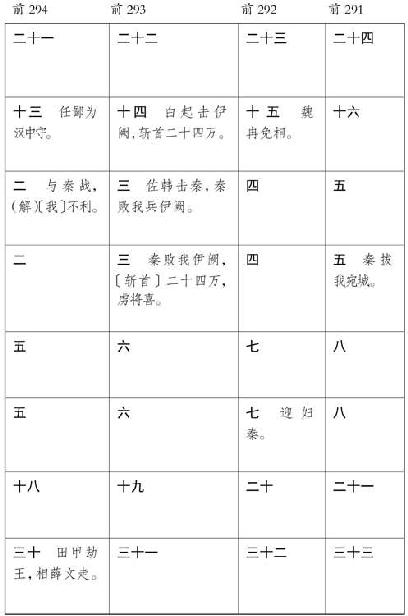 前 294 前 293 前 292 前 291
二十一 二十二 二十三 二十四
十三 任鄙为 十四 白起击伊 十五 魏 十六
汉中守。 阙,斩首二十四万。 冉免相。
二 与秦战, 三 佐韩击秦,秦 四 五
(解)〔我〕不利。 败我兵伊阙。
二 三 秦败我伊阙, 四 五 秦拔
〔斩首〕二十四万, 我宛城。
虏将喜。
五 六 七 八
五 六 七 迎妇 八
秦。
十八 十九 二十 二十一
三十 田甲劫 三十一 三十二 三十三
王,相薛文走。